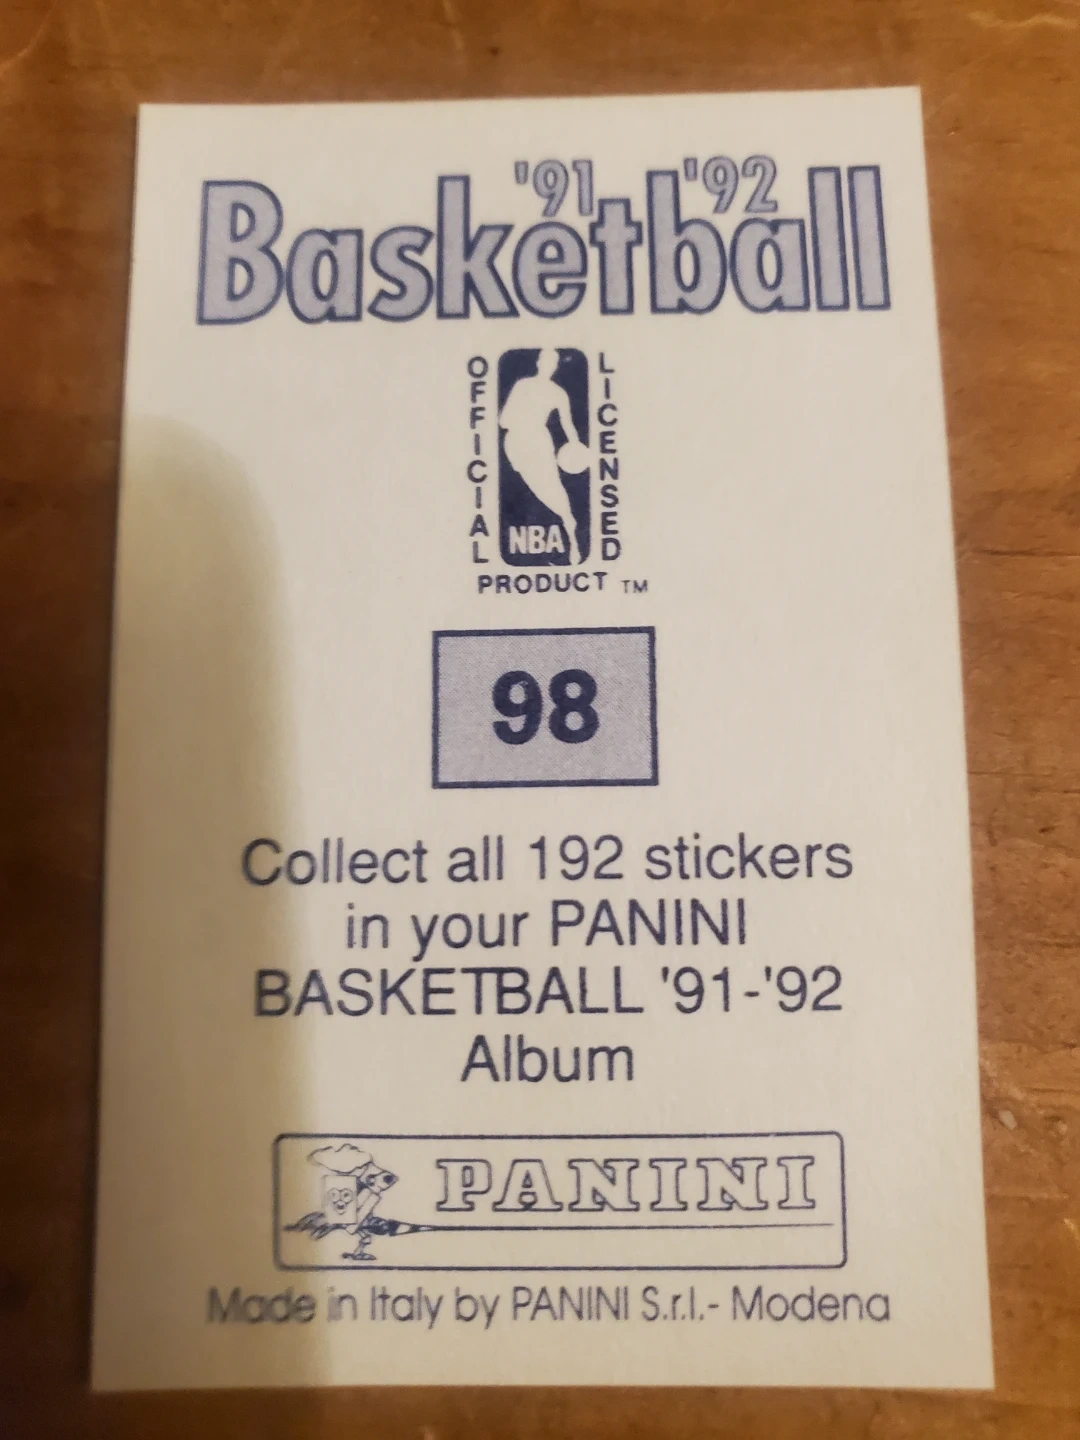 '91 '92
Basketball
OFFICIAL
LICENSED
NBA
PRODUCT TM
98
Collect all 192 stickers
in your PANINI
BASKETBALL '91-'92
Album
PANINI
Made in Italy by PANINI S.r.l.- Modena